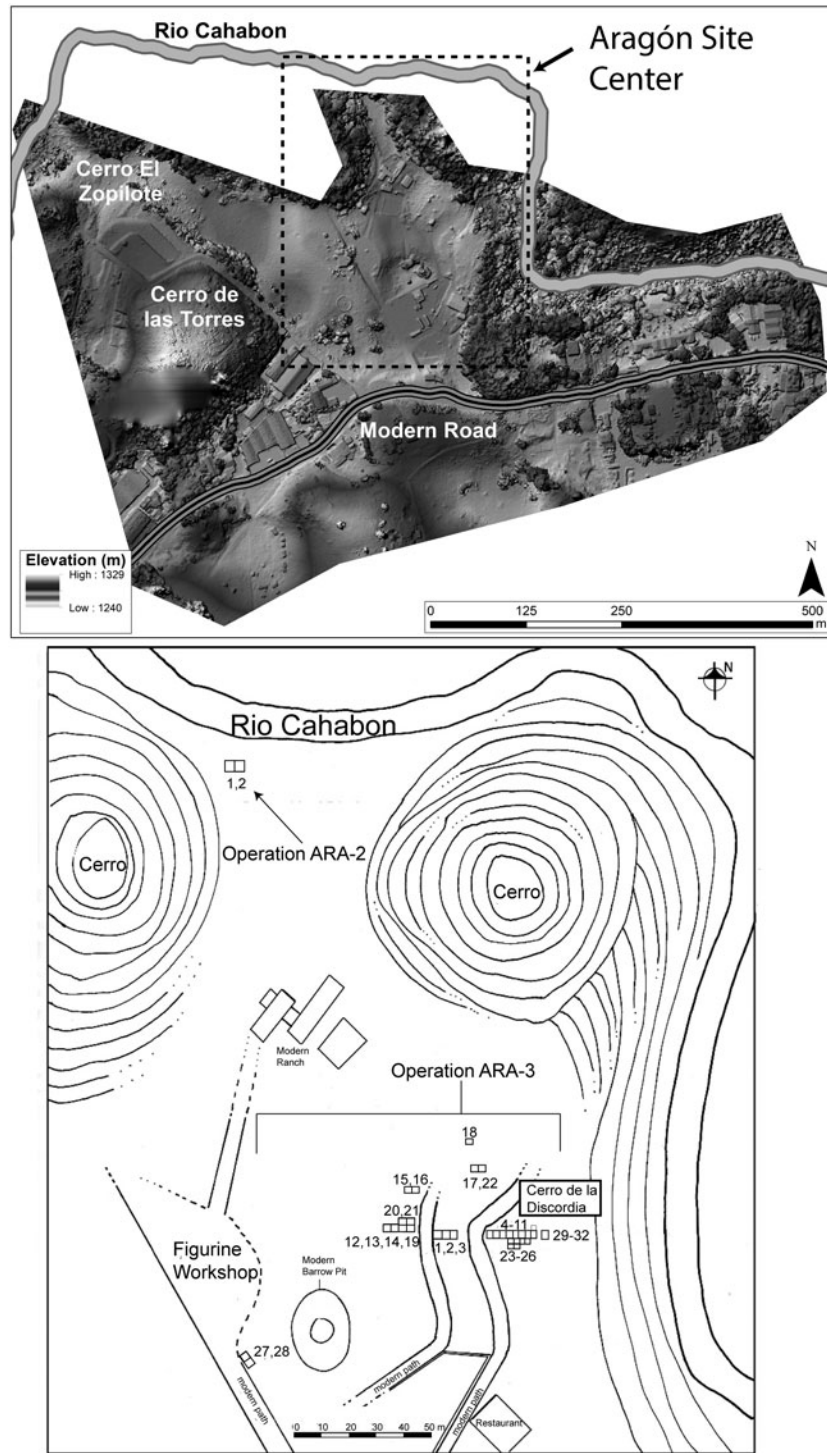 Rio Cahabon
Aragón Site
Center
Cerro El
Zopilote
Cerro de
las Torres
Modern Road
Elevation (m)
High : 1329
Low : 1240
N
0 125 250 500
m
N
Rio Cahabon
1,2
Operation ARA-2
Cerro
Cerro
Modern
Ranch
Operation ARA-3
18
15,16
17,22
Cerro de la
Discordia
20,21
4-11
12,13,14,19
1,2,3
29-32
23-26
Figurine
Workshop
Modern
Barrow Pit
27,28
modern path
modern path
modern path
Restaurant
0 10 20 30 40 50 m